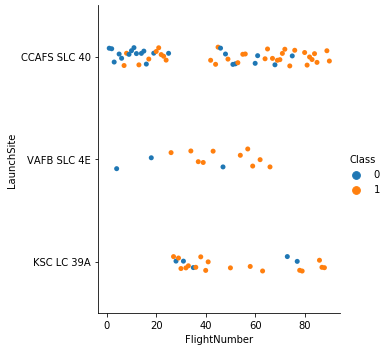 CCAFS SLC 40
VAFB SLC 4E
KSC LC 39A
LaunchSite
0 20 40 60 80
FlightNumber
Class
0
1